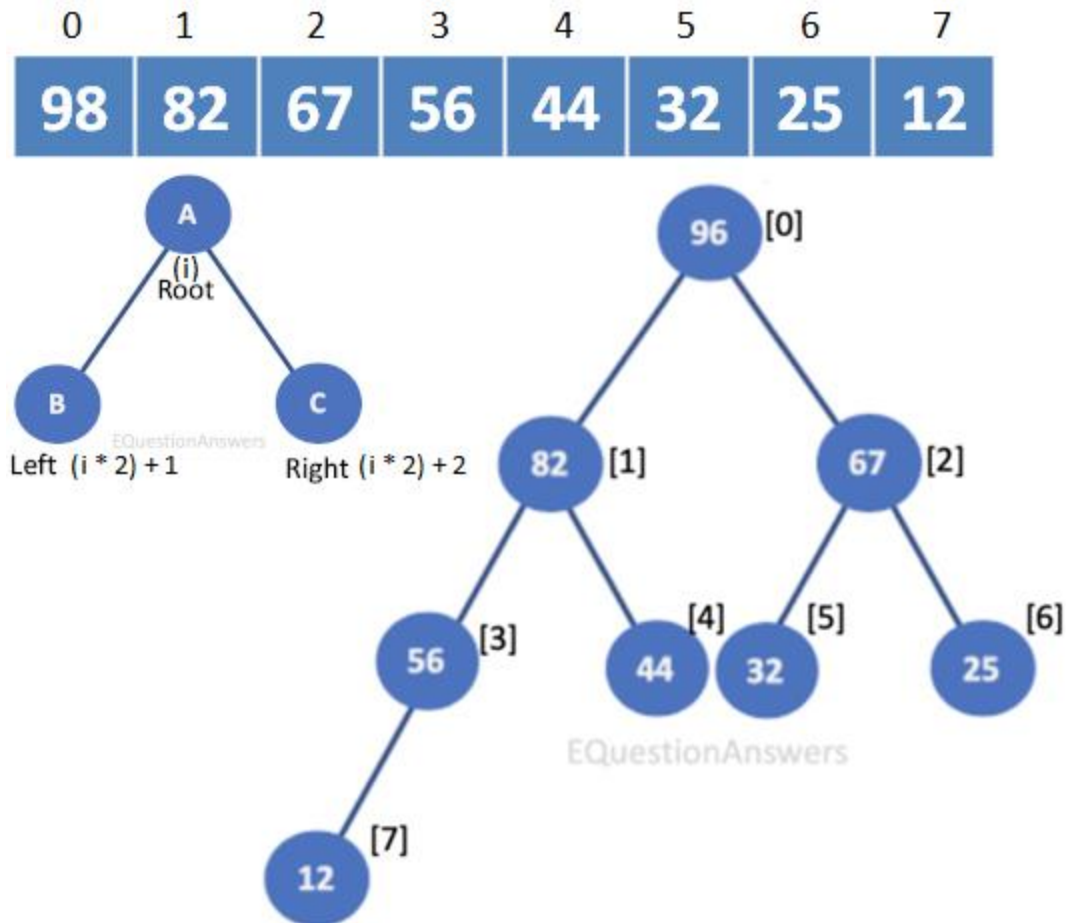 0 1 2 3 4 5 6 7
98 82 67 56 44 32 25 12
A
(i)
Root
B
C
EQuestionAnswers
Left (i * 2) + 1
Right (i * 2) + 2
96 [0]
82 [1]
67 [2]
56 [3]
44 [4]
32 [5]
25 [6]
EQuestionAnswers
12 [7]